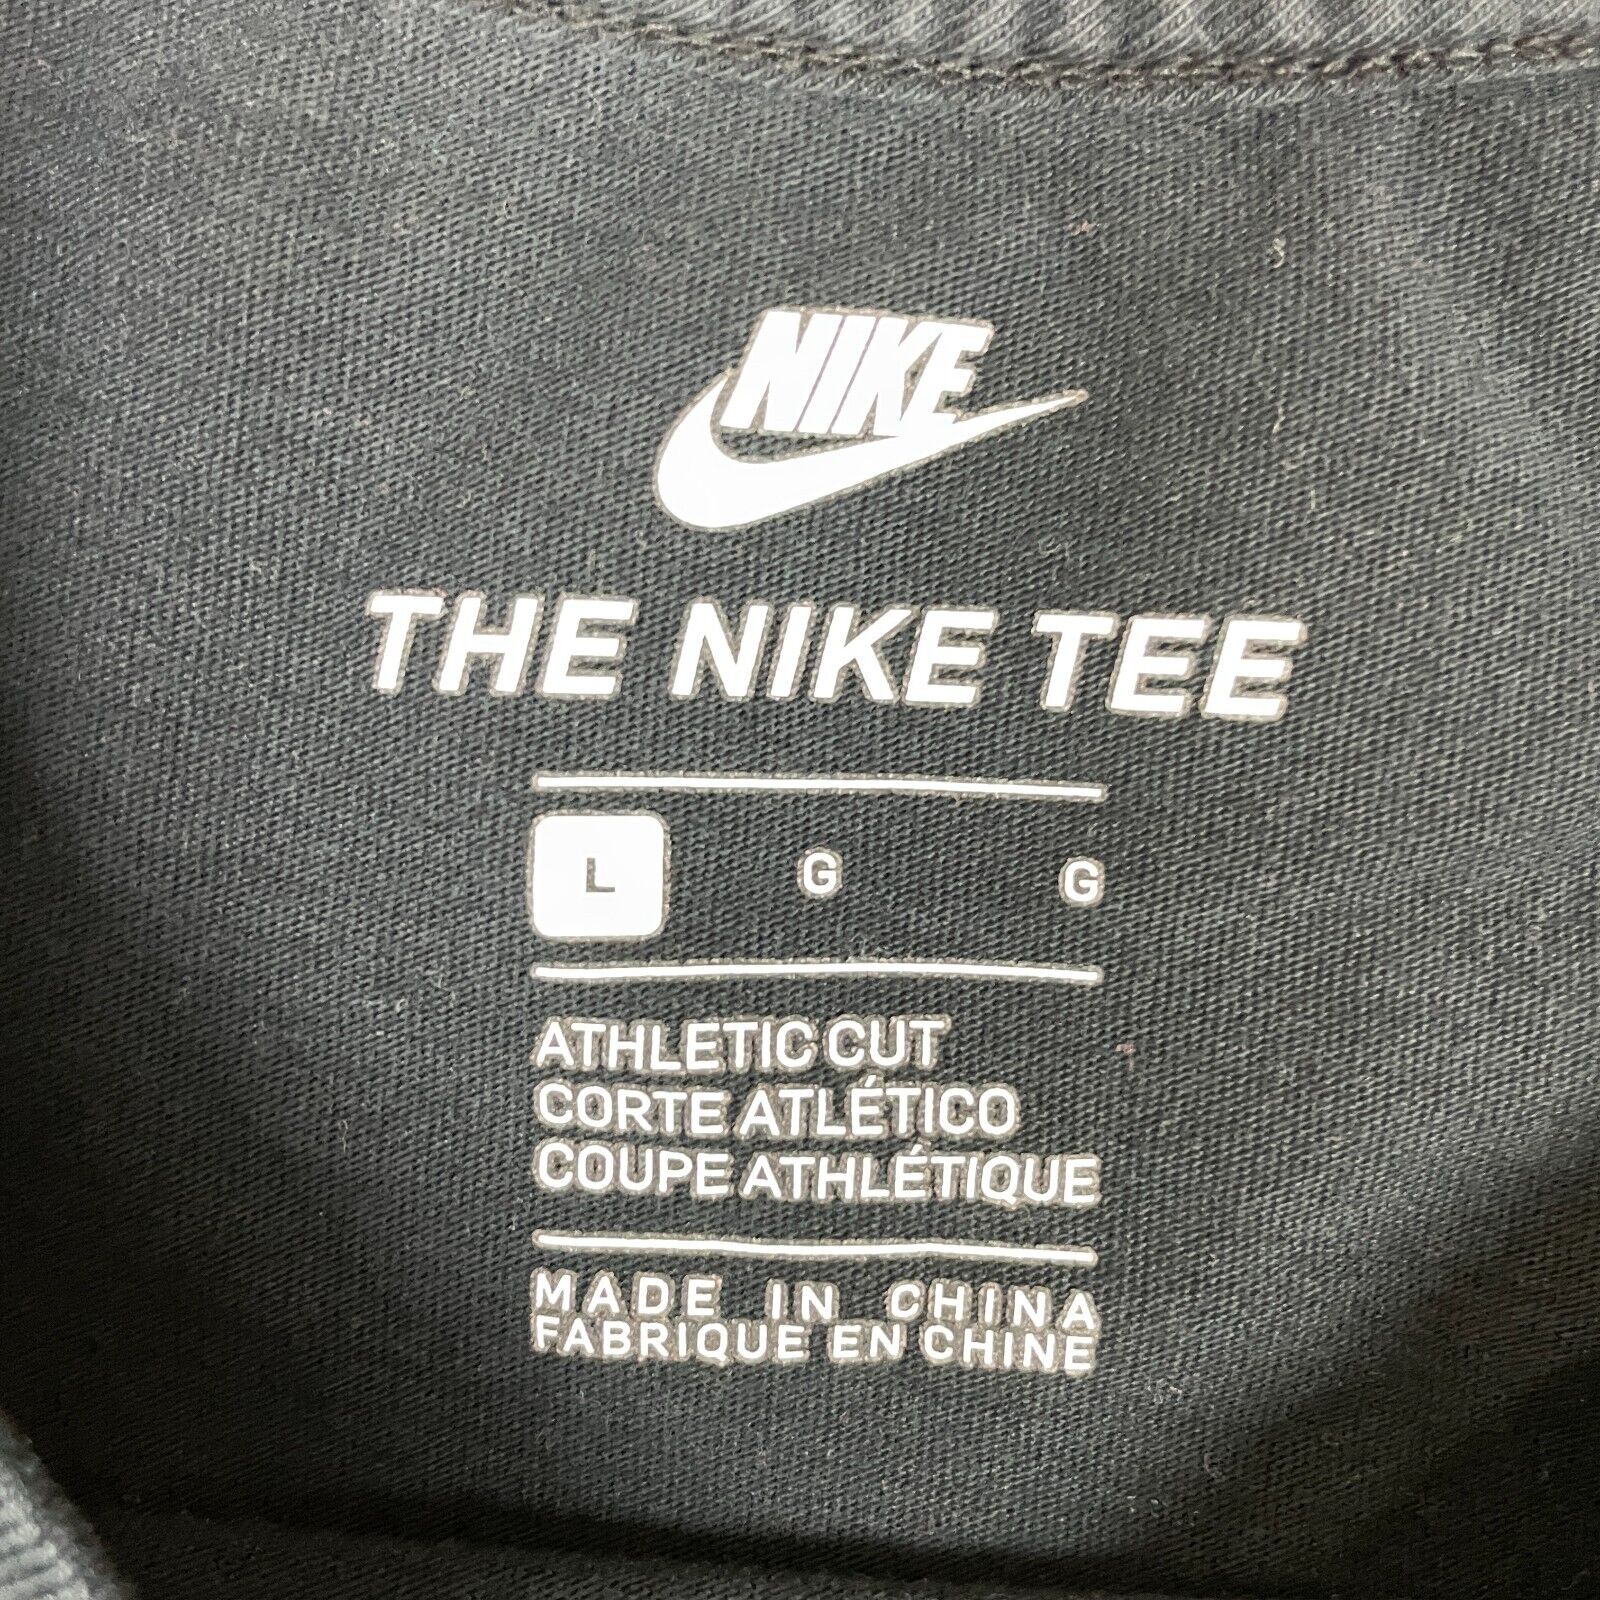 NIKE
THE NIKE TEE
L G G
ATHLETIC CUT
CORTE ATLÉTICO
COUPE ATHLÉTIQUE
MADE IN CHINA
FABRIQUE EN CHINE